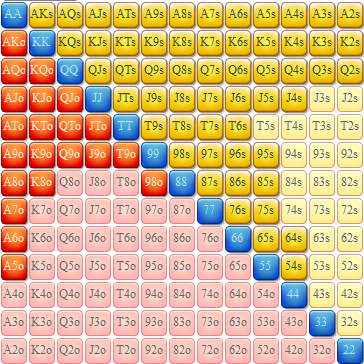 AA AKs AQs AJs ATs A9s A8s A7s A6s A5s A4s A3s A2s
AKo KK KQs KJs KTs K9s K8s K7s K6s K5s K4s K3s K2s
AQo KQo QQ QJs QTs Q9s Q8s Q7s Q6s Q5s Q4s Q3s Q2s
AJo KJo QJo JJ JTs J9s J8s J7s J6s J5s J4s J3s J2s
ATo KTo QTo JTo TT T9s T8s T7s T6s T5s T4s T3s T2s
A9o K9o Q9o J9o T9o 99 98s 97s 96s 95s 94s 93s 92s
A8o K8o Q8o J8o T8o 98o 88 87s 86s 85s 84s 83s 82s
A7o K7o Q7o J7o T7o 97o 87o 77 76s 75s 74s 73s 72s
A6o K6o Q6o J6o T6o 96o 86o 76o 66 65s 64s 63s 62s
A5o K5o Q5o J5o T5o 95o 85o 75o 65o 55 54s 53s 52s
A4o K4o Q4o J4o T4o 94o 84o 74o 64o 54o 44 43s 42s
A3o K3o Q3o J3o T3o 93o 83o 73o 63o 53o 43o 33 32s
A2o K2o Q2o J2o T2o 92o 82o 72o 62o 52o 42o 32o 22